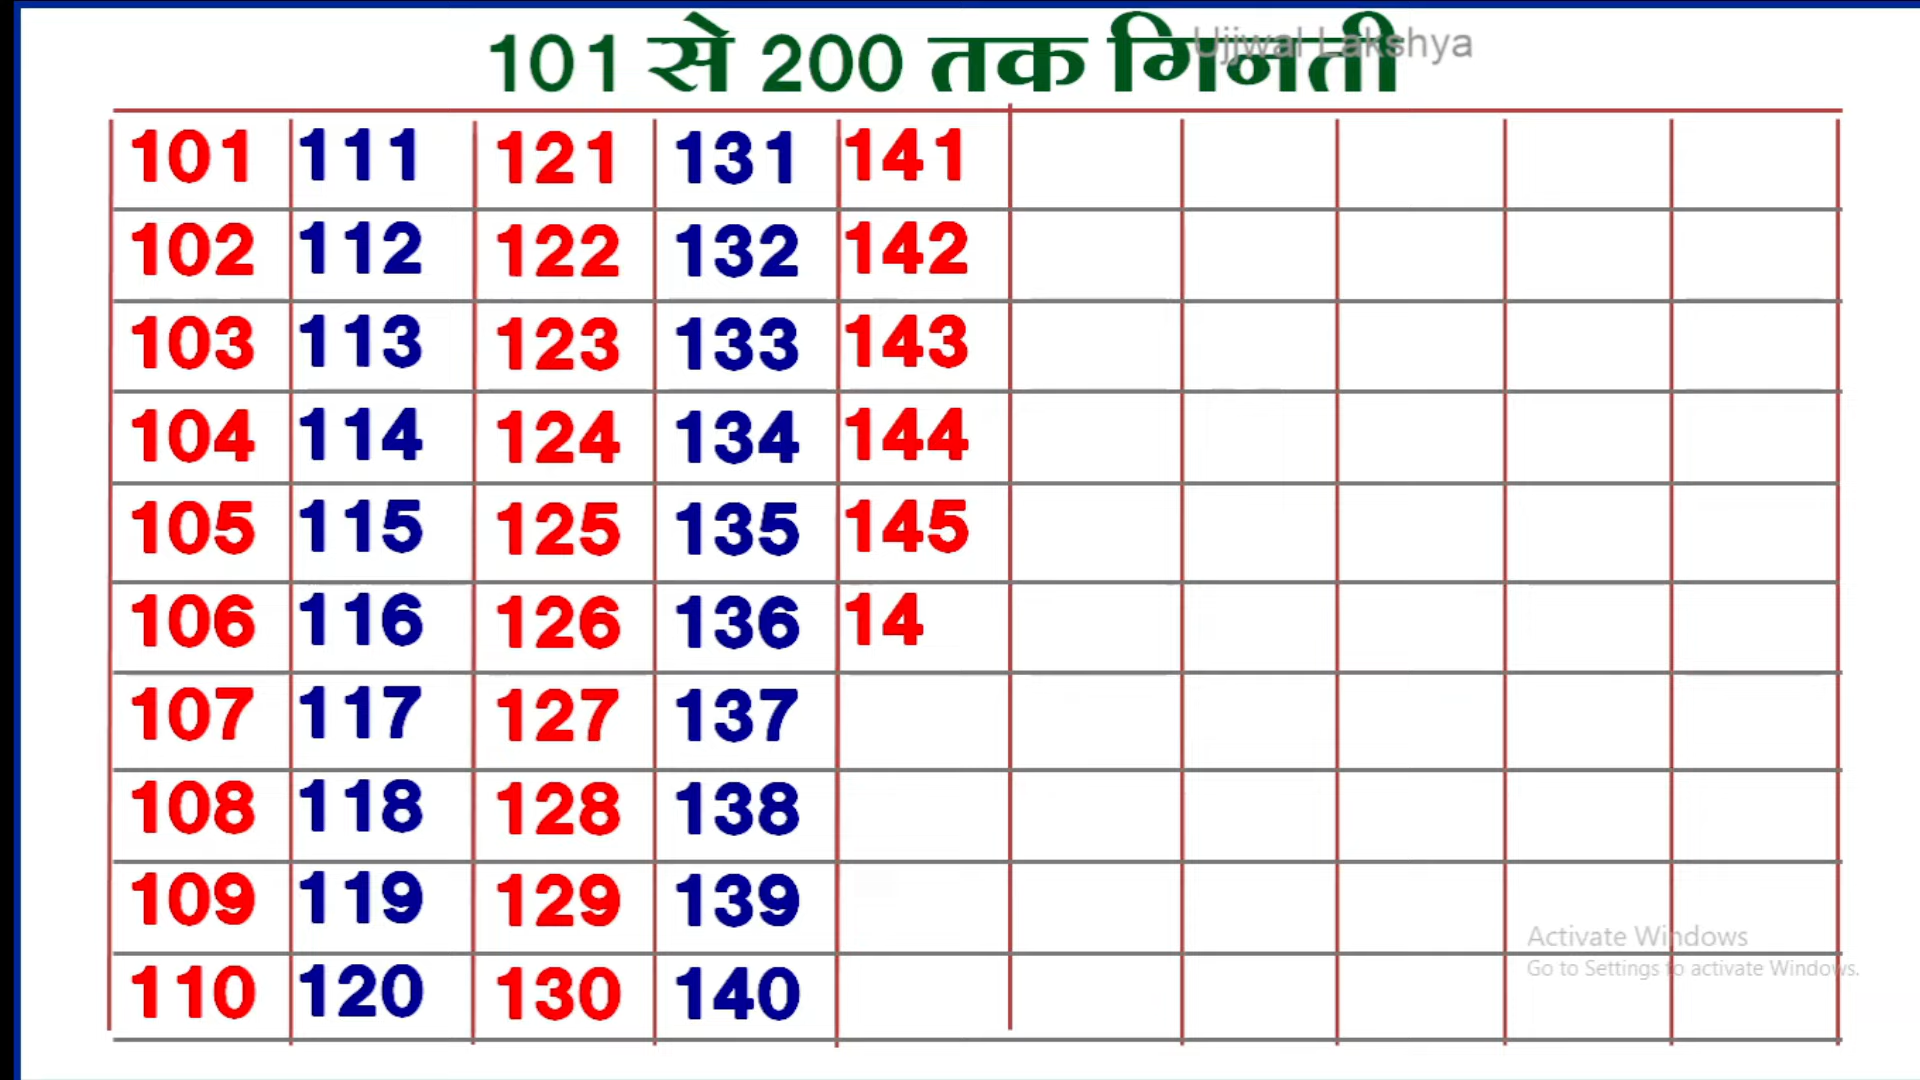 101 से 200 तक गिनती
Ujjwal Lakshya
101 111 121 131 141
102 112 122 132 142
103 113 123 133 143
104 114 124 134 144
105 115 125 135 145
106 116 126 136 14
107 117 127 137
108 118 128 138
109 119 129 139
110 120 130 140
Activate Windows
Go to Settings to activate Windows.